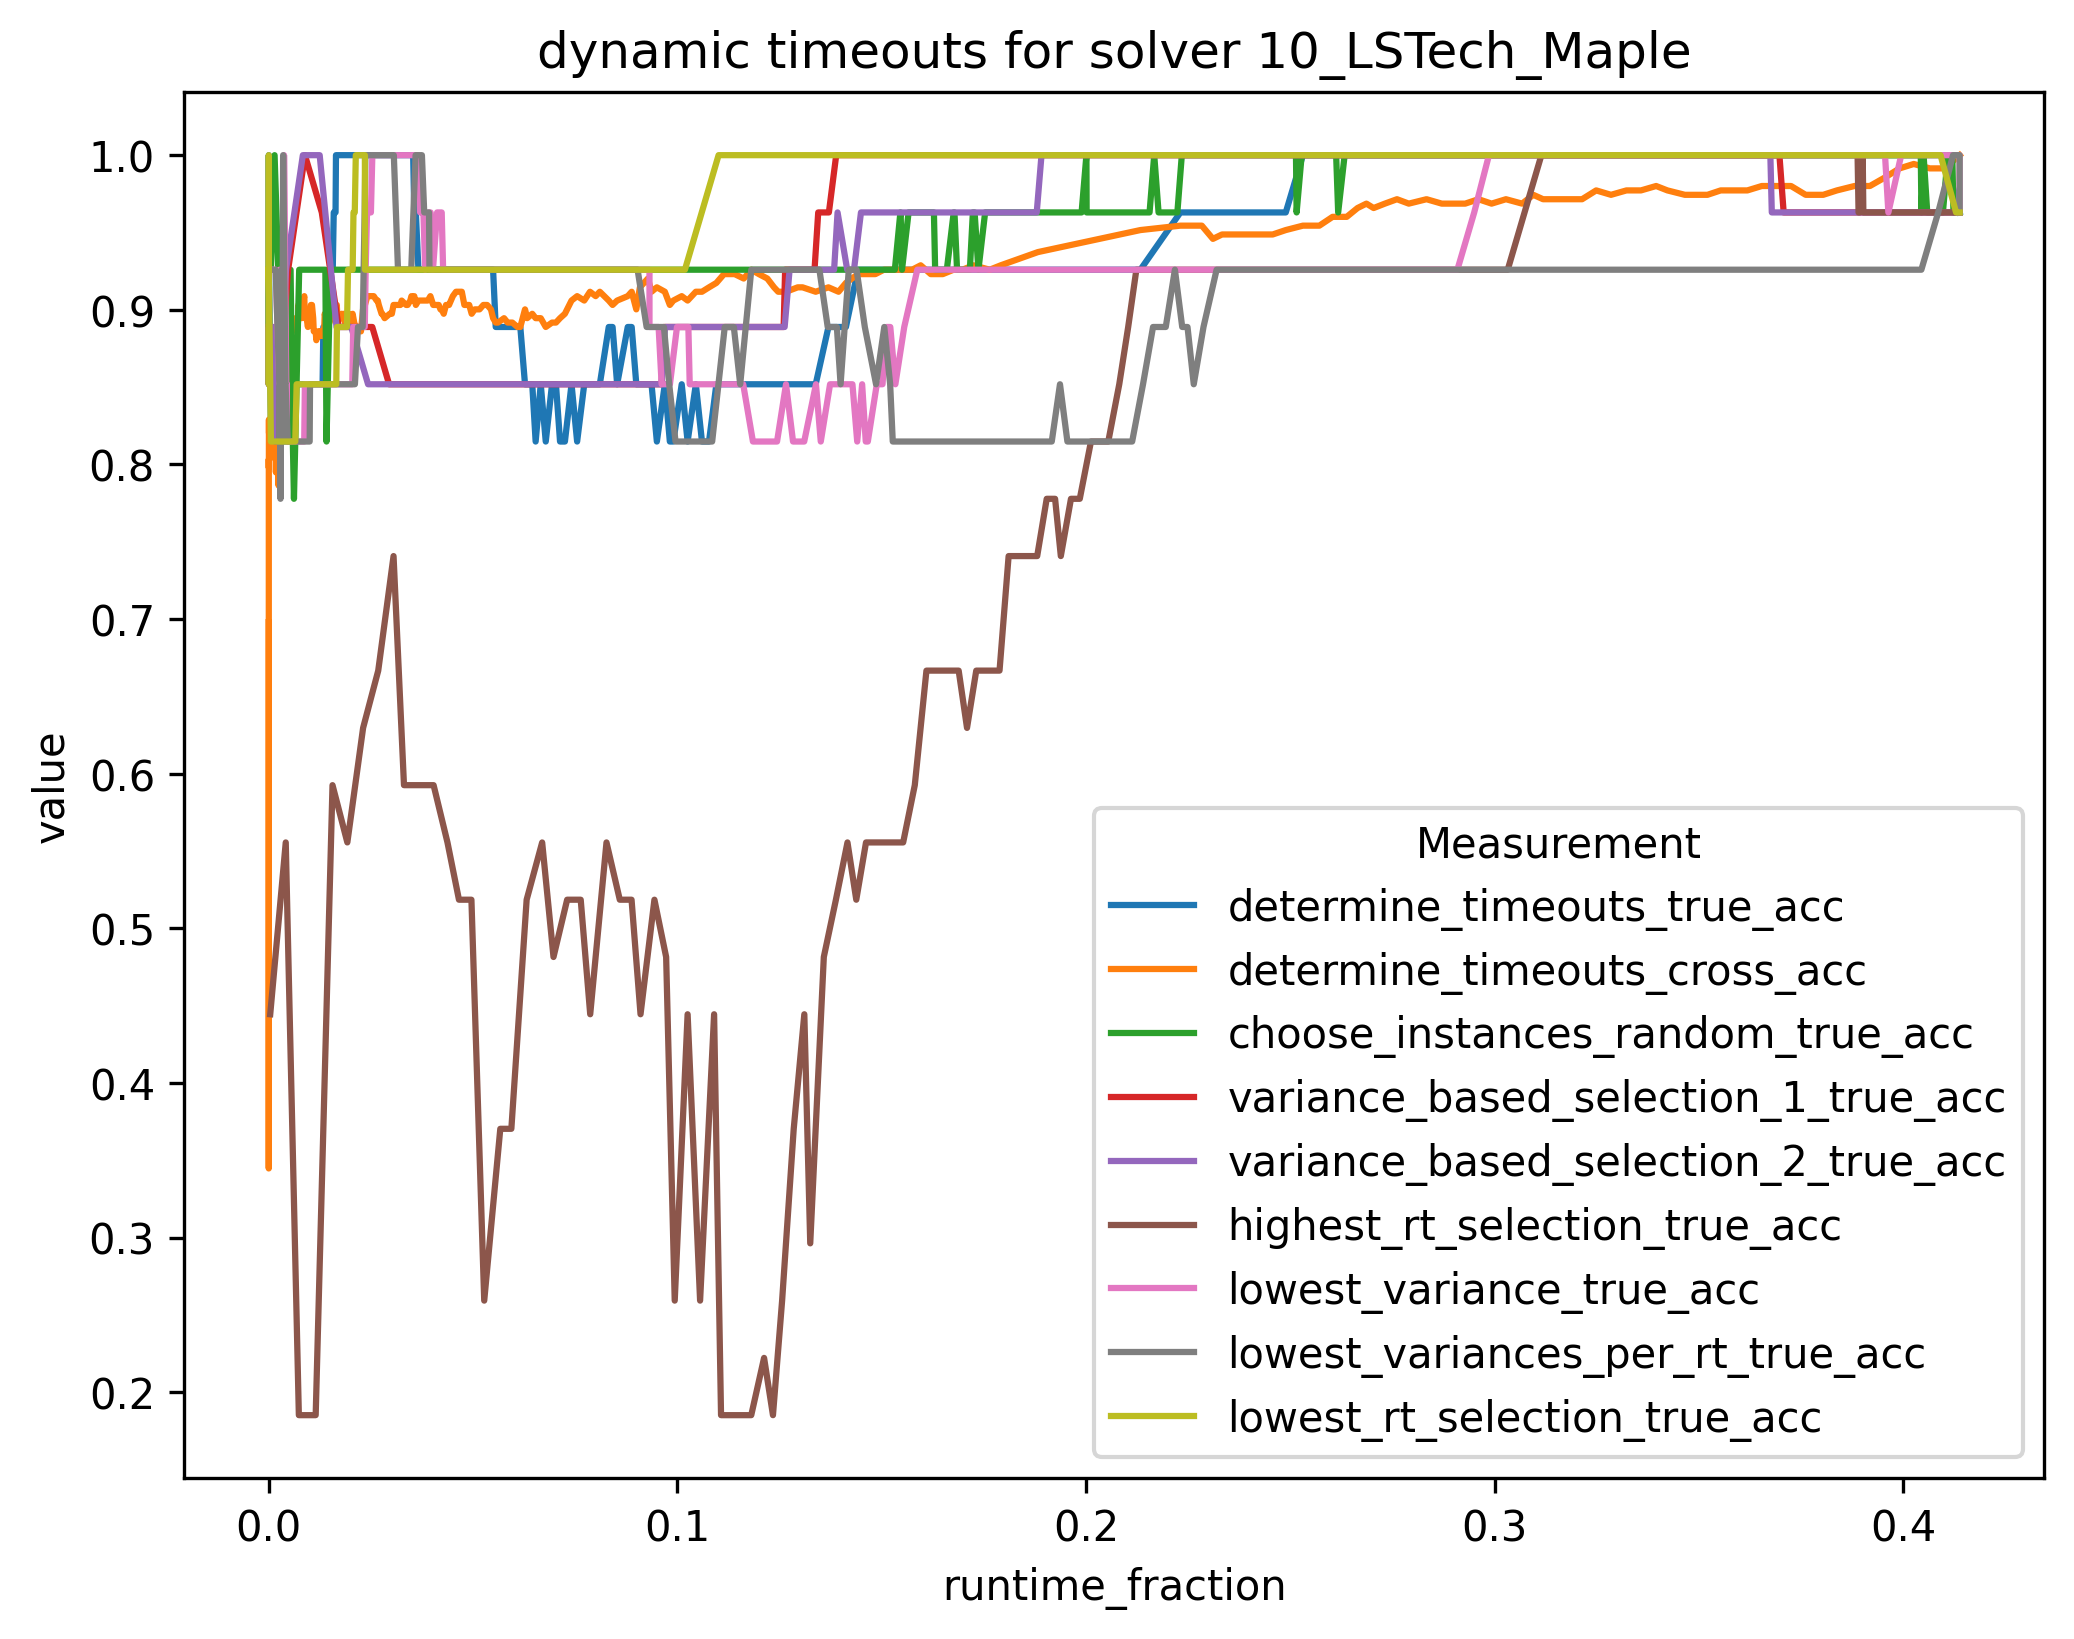 dynamic timeouts for solver 10_LSTech_Maple
1.0
0.9
0.8
0.7
0.6
0.5
0.4
0.3
0.2
value
Measurement
determine_timeouts_true_acc
determine_timeouts_cross_acc
choose_instances_random_true_acc
variance_based_selection_1_true_acc
variance_based_selection_2_true_acc
highest_rt_selection_true_acc
lowest_variance_true_acc
lowest_variances_per_rt_true_acc
lowest_rt_selection_true_acc
0.0 0.1 0.2 0.3 0.4
runtime_fraction